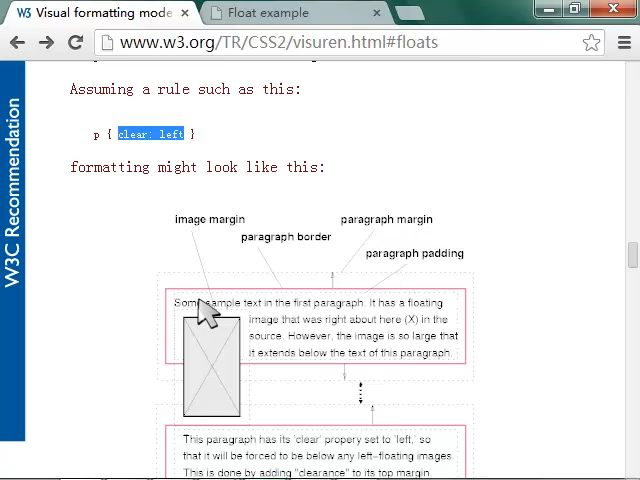 Visual formatting mode
Float example
www.w3.org/TR/CSS2/visuren.html#floats
Assuming a rule such as this:
p { clear: left }
formatting might look like this:
image margin
paragraph margin
paragraph border
paragraph padding
Some sample text in the first paragraph. It has a floating
image that was right about here (X) in the
source. However, the image is so large that
it extends below the text of this paragraph.
This paragraph has its 'clear' propery set to 'left,' so
that it will be forced to be below any left-floating images.
This is done by adding "clearance" to its top margin.
W3C Recommendation